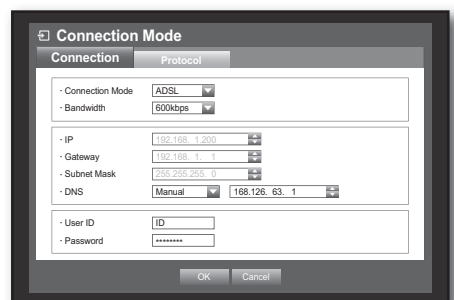 Connection Mode
Connection Protocol
· Connection Mode ADSL
· Bandwidth 600kbps
· IP 192.168. 1.200
· Gateway 192.168. 1. 1
· Subnet Mask 255.255.255. 0
· DNS Manual 168.126. 63. 1
· User ID ID
· Password ********
OK Cancel